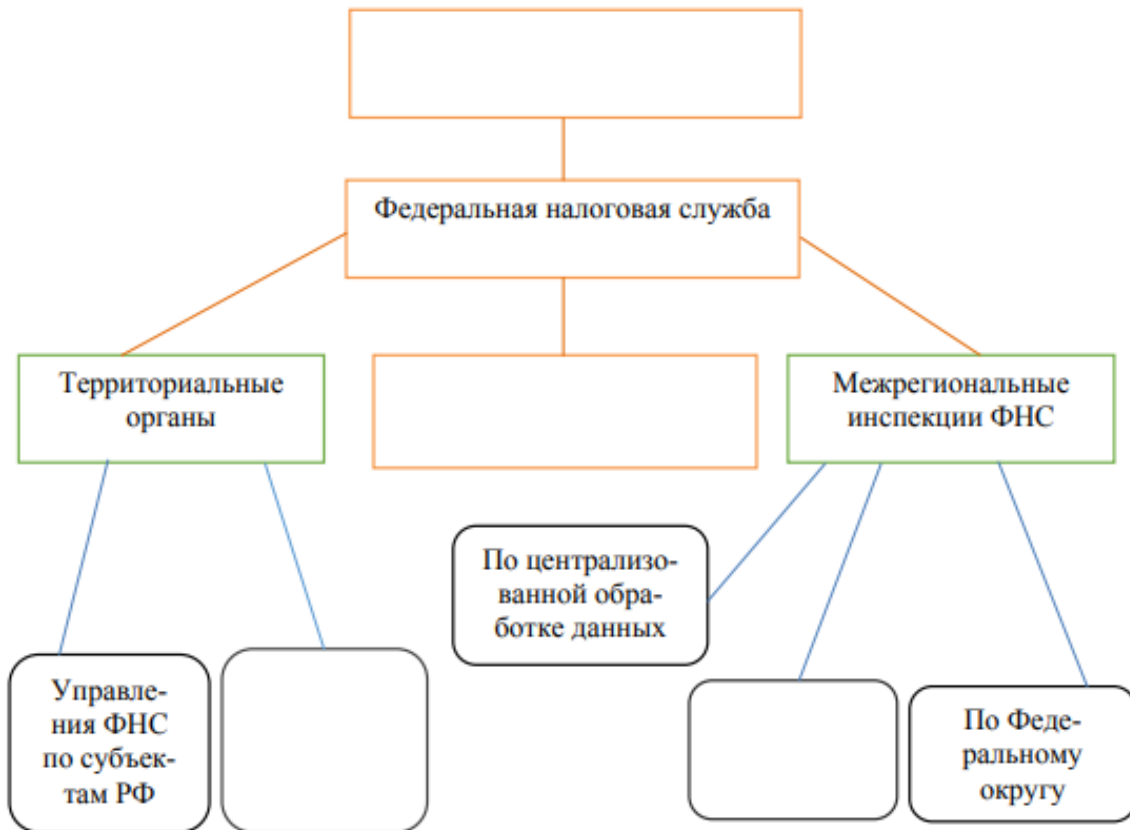 Федеральная налоговая служба
Территориальные
органы
Межрегиональные
инспекции ФНС
По централизо-
ванной обра-
ботке данных
Управле-
ния ФНС
по субъек-
там РФ
По Феде-
ральному
округу